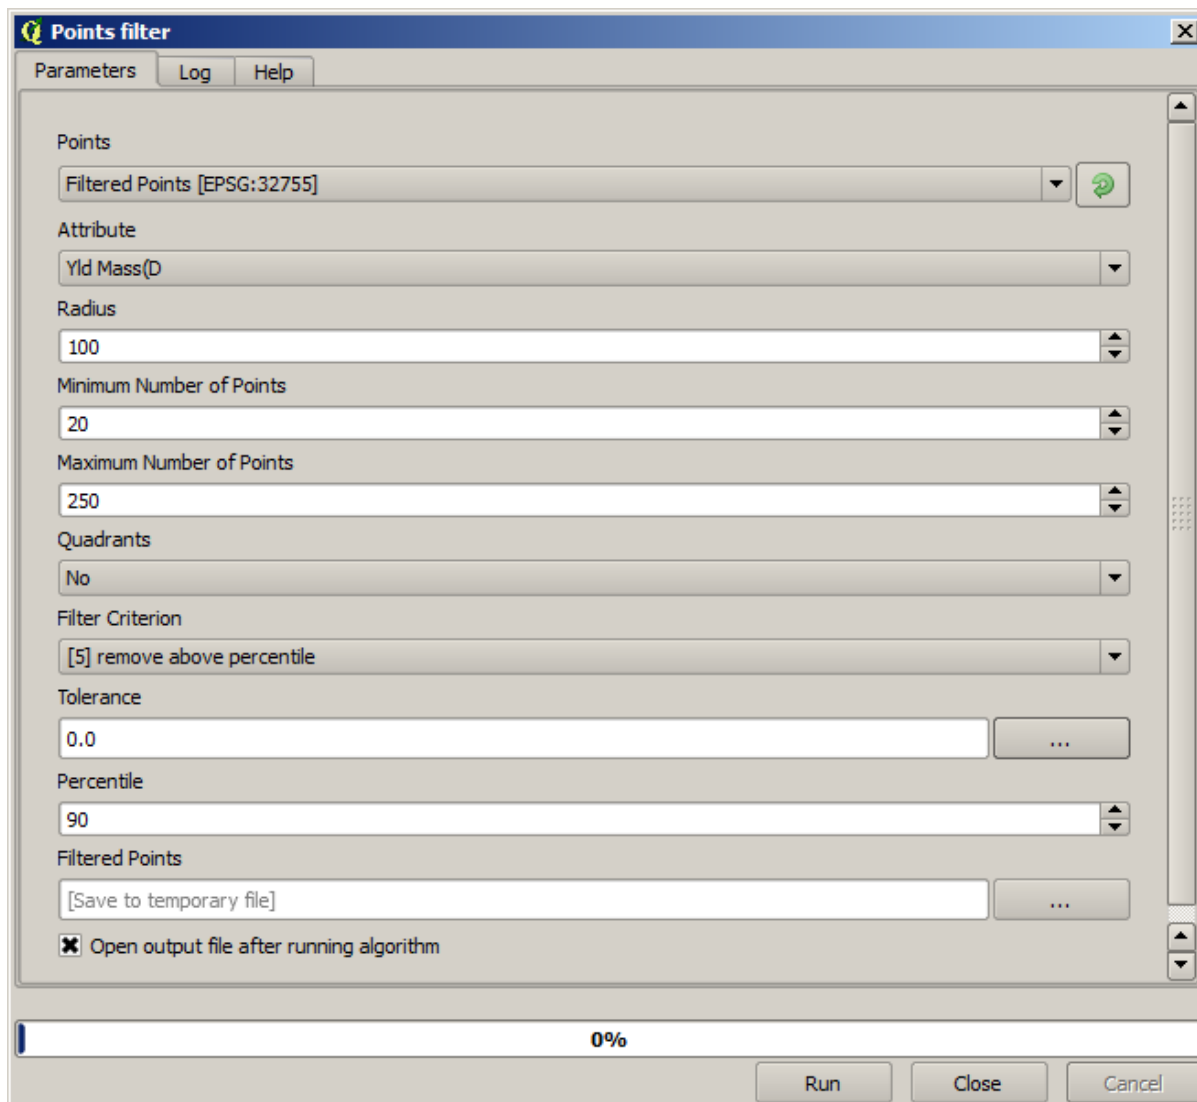 Points filter
Parameters Log Help
Points
Filtered Points [EPSG:32755]
Attribute
Yld Mass(D
Radius
100
Minimum Number of Points
20
Maximum Number of Points
250
Quadrants
No
Filter Criterion
[5] remove above percentile
Tolerance
0.0 ...
Percentile
90
Filtered Points
[Save to temporary file] ...
Open output file after running algorithm
0%
Run Close Cancel